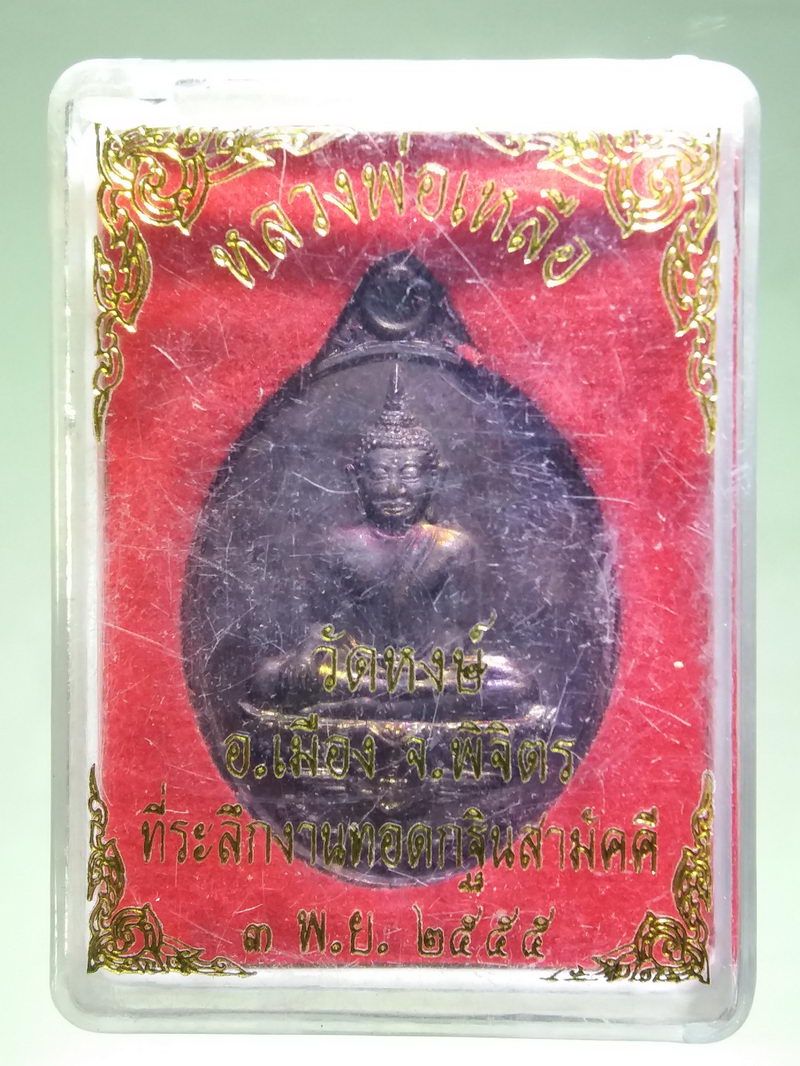 หลวงพ่อเหลือ
วัดหงษ์
อ.เมือง จ.พิจิตร
ที่ระลึกงานทอดกฐินสามัคคี
๓ พ.ย. ๒๕๕๕